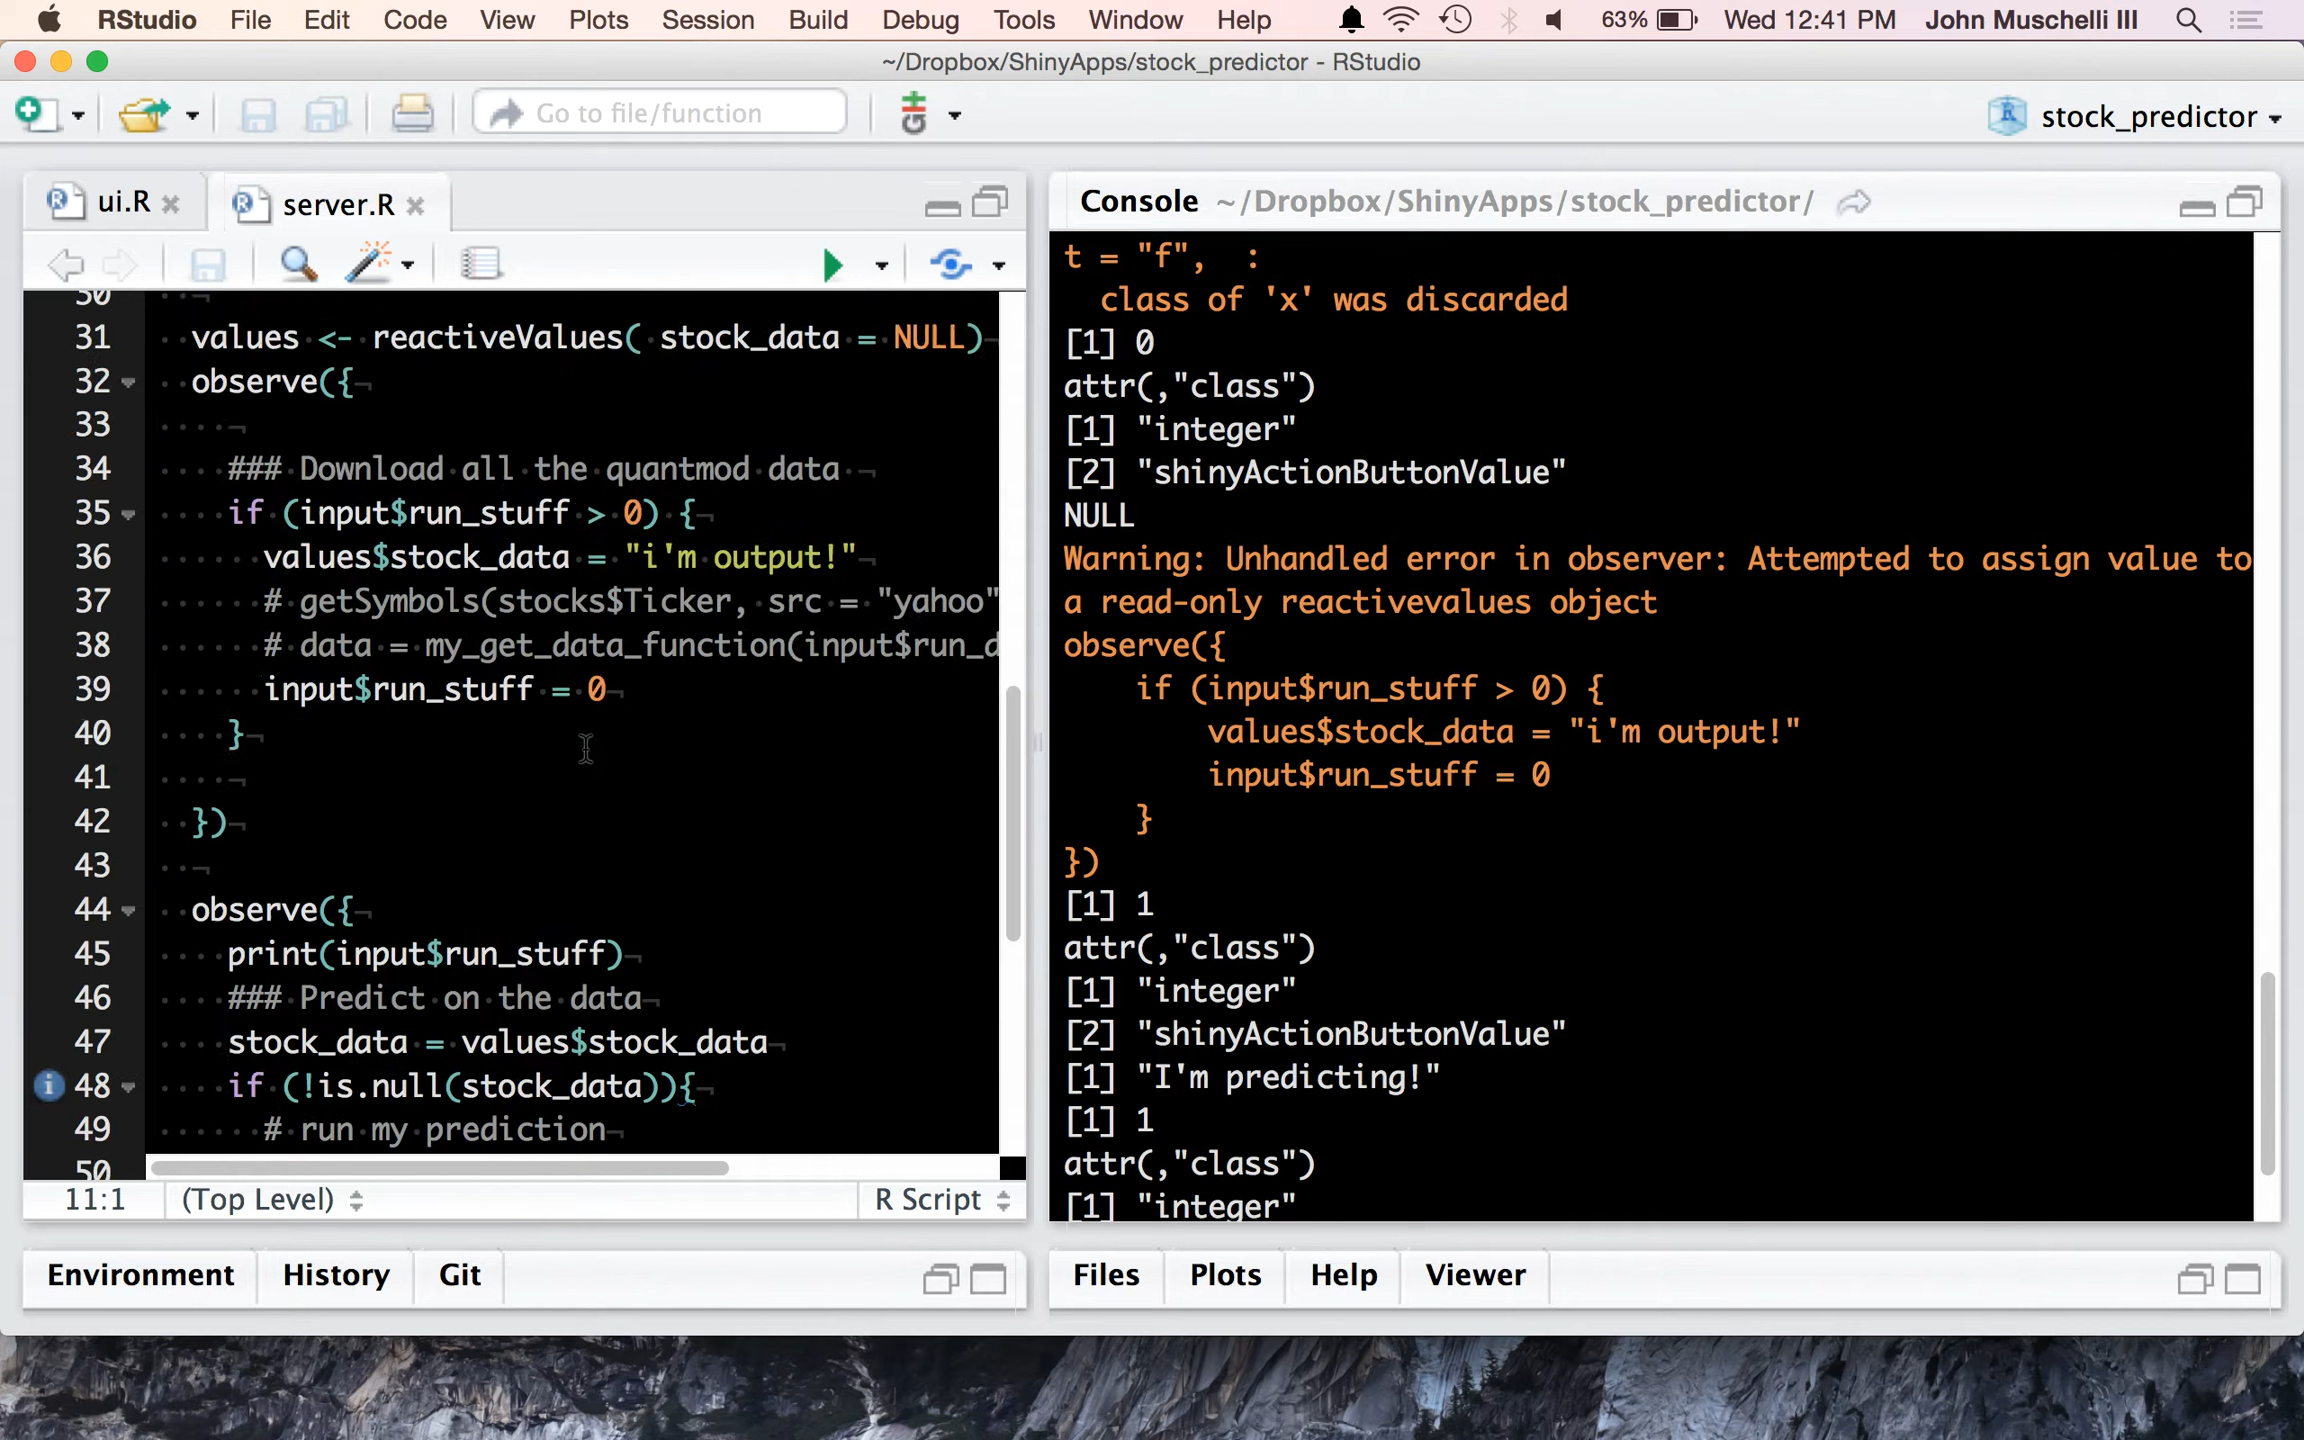 RStudio File Edit Code View Plots Session Build Debug Tools Window Help 63% Wed 12:41 PM John Muschelli III
~/Dropbox/ShinyApps/stock_predictor - RStudio
Go to file/function
stock_predictor
ui.R
server.R
30
31 values <- reactiveValues( stock_data = NULL)
32 observe({
33
34 ### Download all the quantmod data
35 if (input$run_stuff > 0) {
36 values$stock_data = "i'm output!"
37 # getSymbols(stocks$Ticker, src = "yahoo"
38 # data = my_get_data_function(input$run_d
39 input$run_stuff = 0
40 }
41
42 })
43
44 observe({
45 print(input$run_stuff)
46 ### Predict on the data
47 stock_data = values$stock_data
48 if (!is.null(stock_data)){
49 # run my prediction
50
11:1 (Top Level) R Script
Environment History Git
Console ~/Dropbox/ShinyApps/stock_predictor/
t = "f",  :
class of 'x' was discarded
[1] 0
attr(,"class")
[1] "integer"
[2] "shinyActionButtonValue"
NULL
Warning: Unhandled error in observer: Attempted to assign value to
a read-only reactivevalues object
observe({
if (input$run_stuff > 0) {
values$stock_data = "i'm output!"
input$run_stuff = 0
}
})
[1] 1
attr(,"class")
[1] "integer"
[2] "shinyActionButtonValue"
[1] "I'm predicting!"
[1] 1
attr(,"class")
[1] "integer"
Files Plots Help Viewer